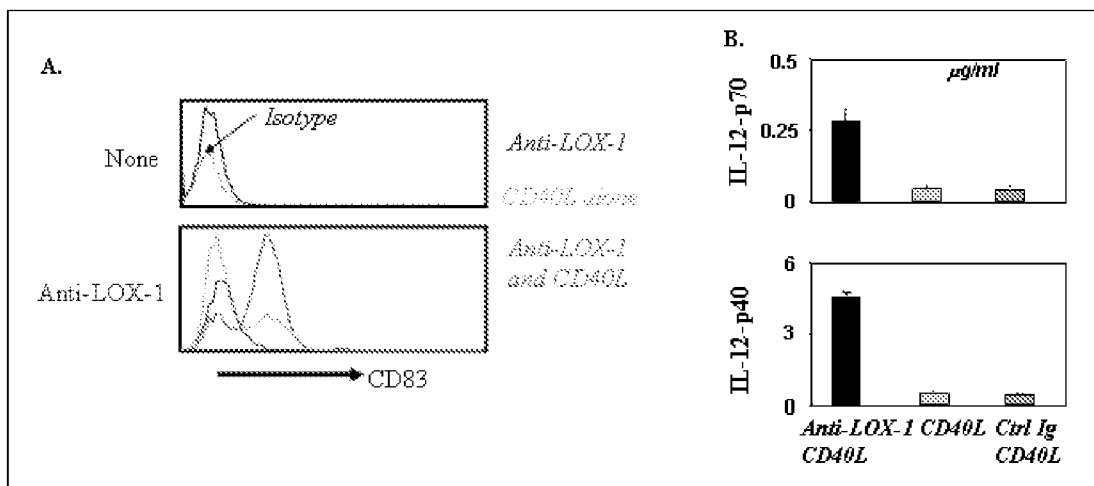 A.
None
Isotype
Anti-LOX-1
CD40L alone
Anti-LOX-1
Anti-LOX-1
and CD40L
CD83
B.
µg/ml
IL-12-p70
0.5
0.25
0
IL-12-p40
6
3
0
Anti-LOX-1 CD40L Ctrl Ig
CD40L CD40L